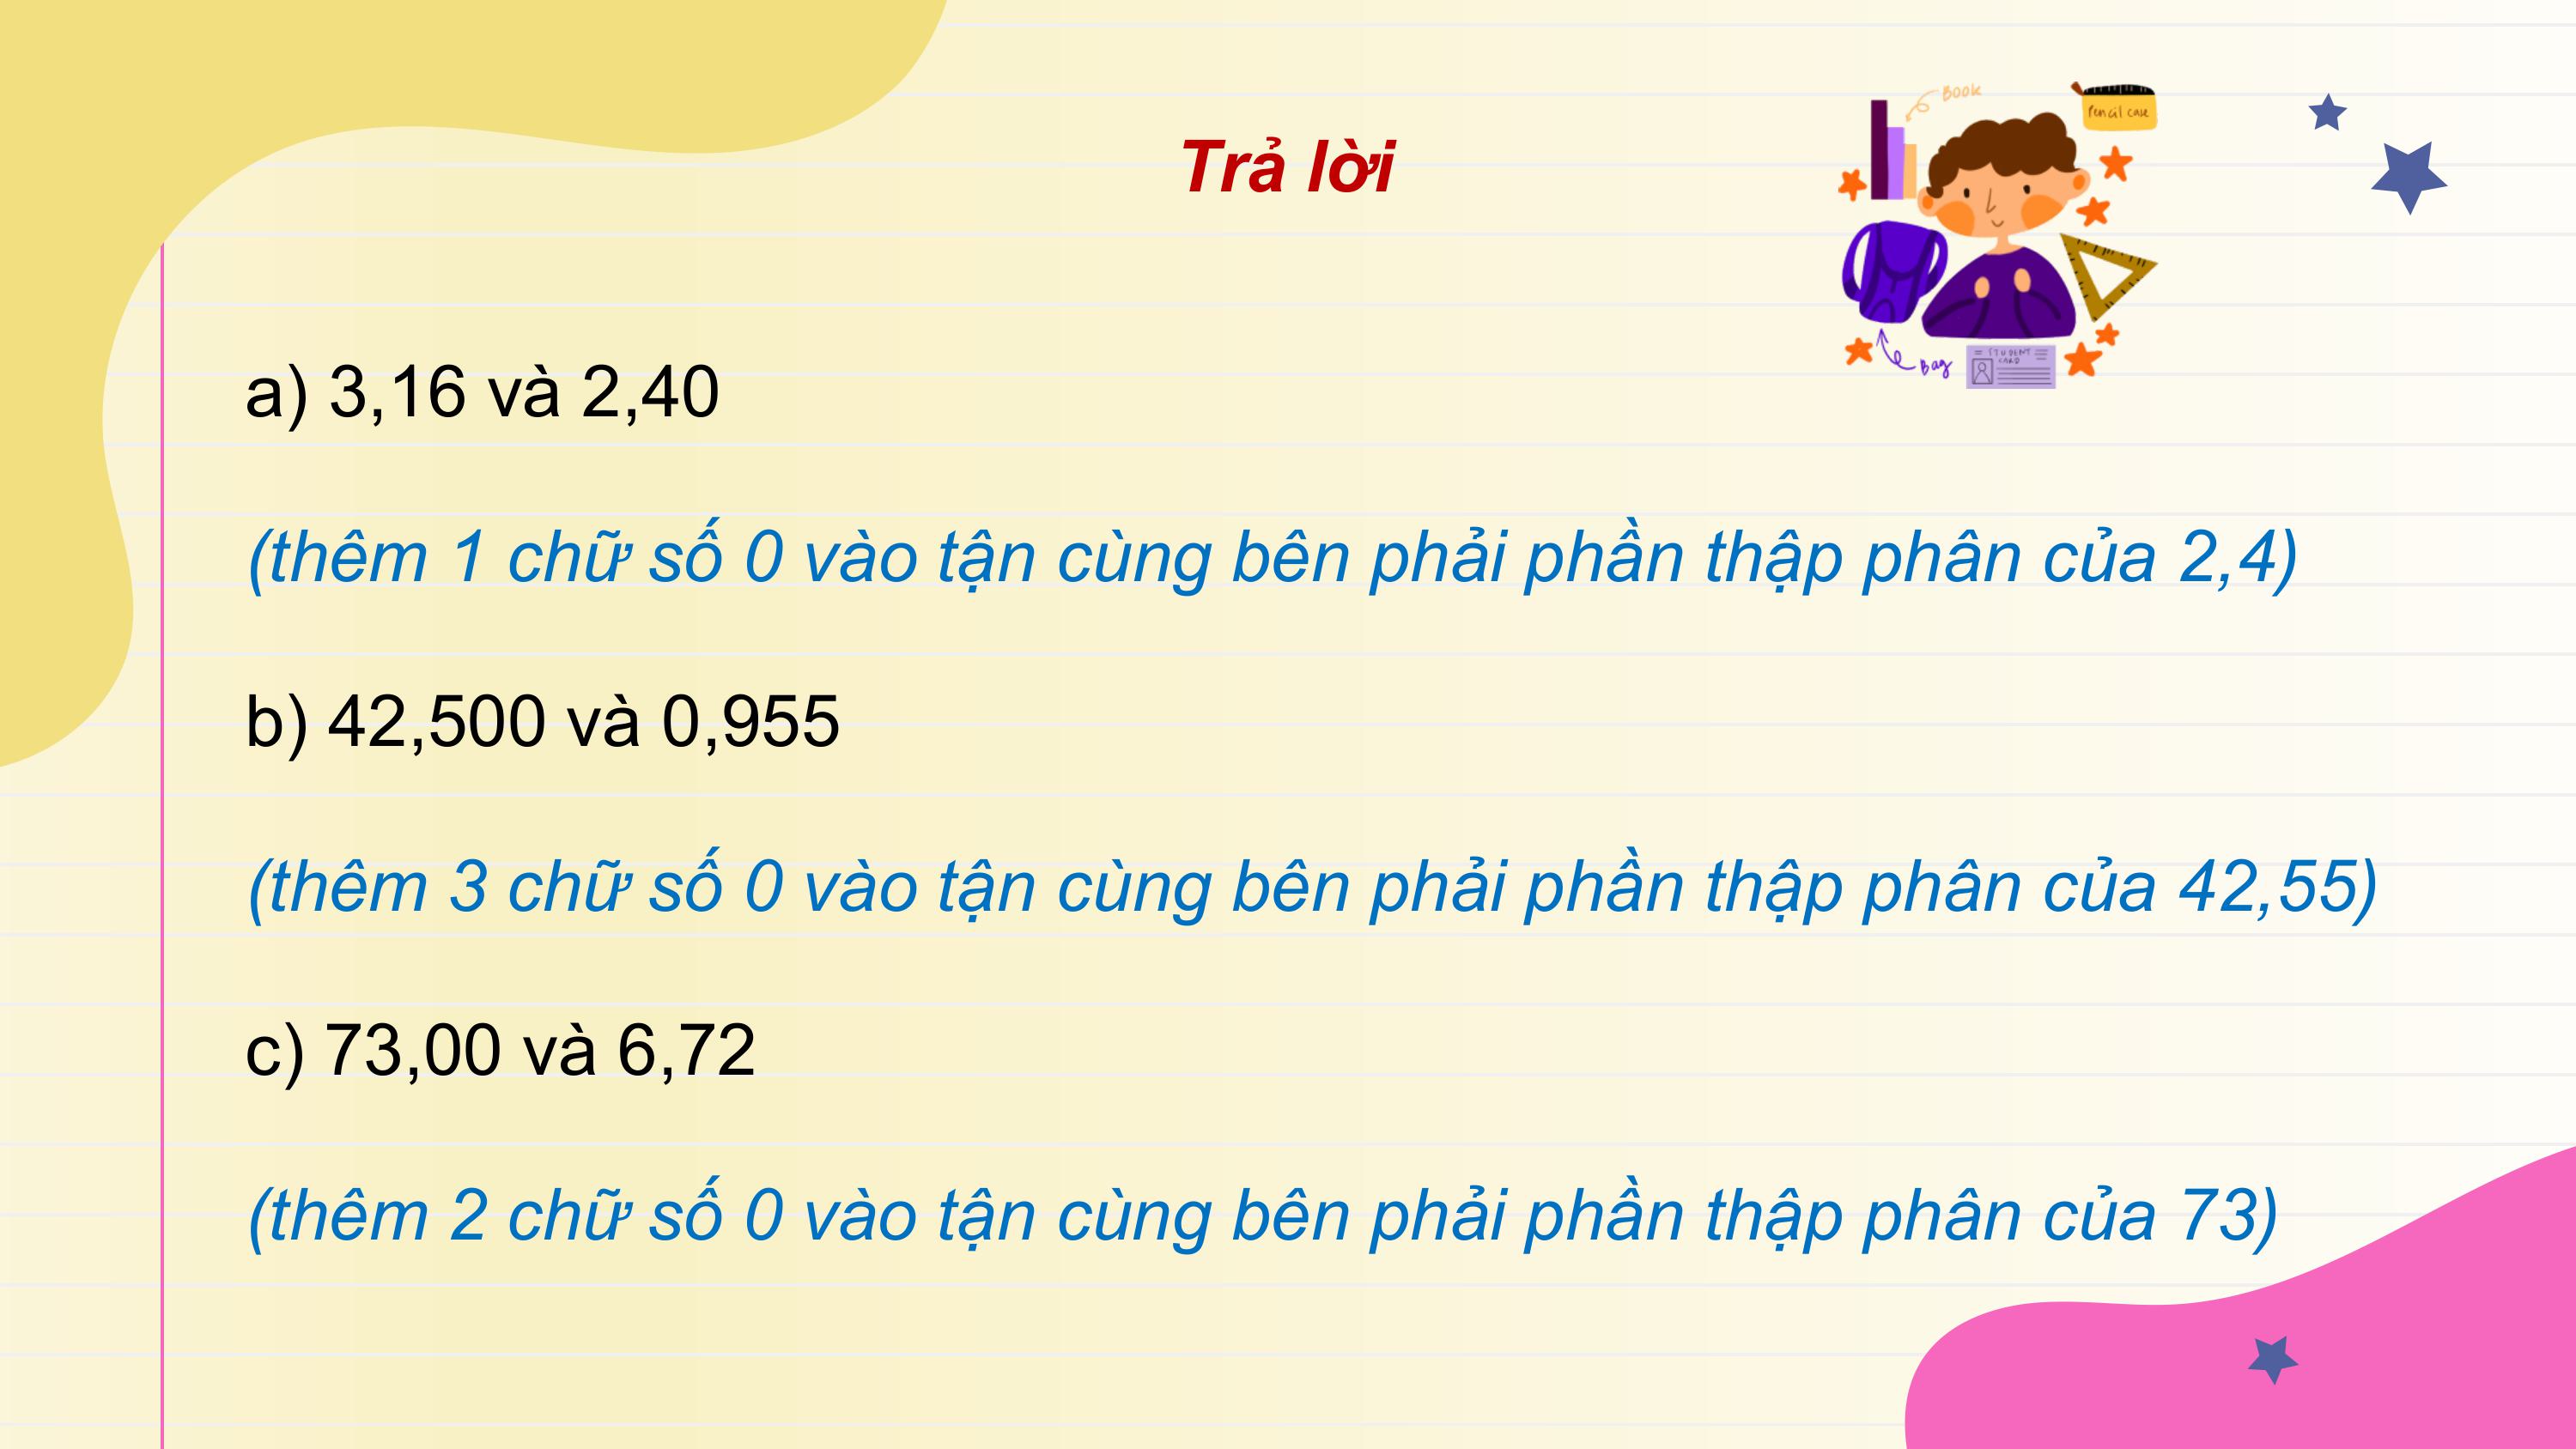 Book
Pencil case
Trả lời
Bag
STUDENT
CARD
a) 3,16 và 2,40
(thêm 1 chữ số 0 vào tận cùng bên phải phần thập phân của 2,4)
b) 42,500 và 0,955
(thêm 3 chữ số 0 vào tận cùng bên phải phần thập phân của 42,55)
c) 73,00 và 6,72
(thêm 2 chữ số 0 vào tận cùng bên phải phần thập phân của 73)